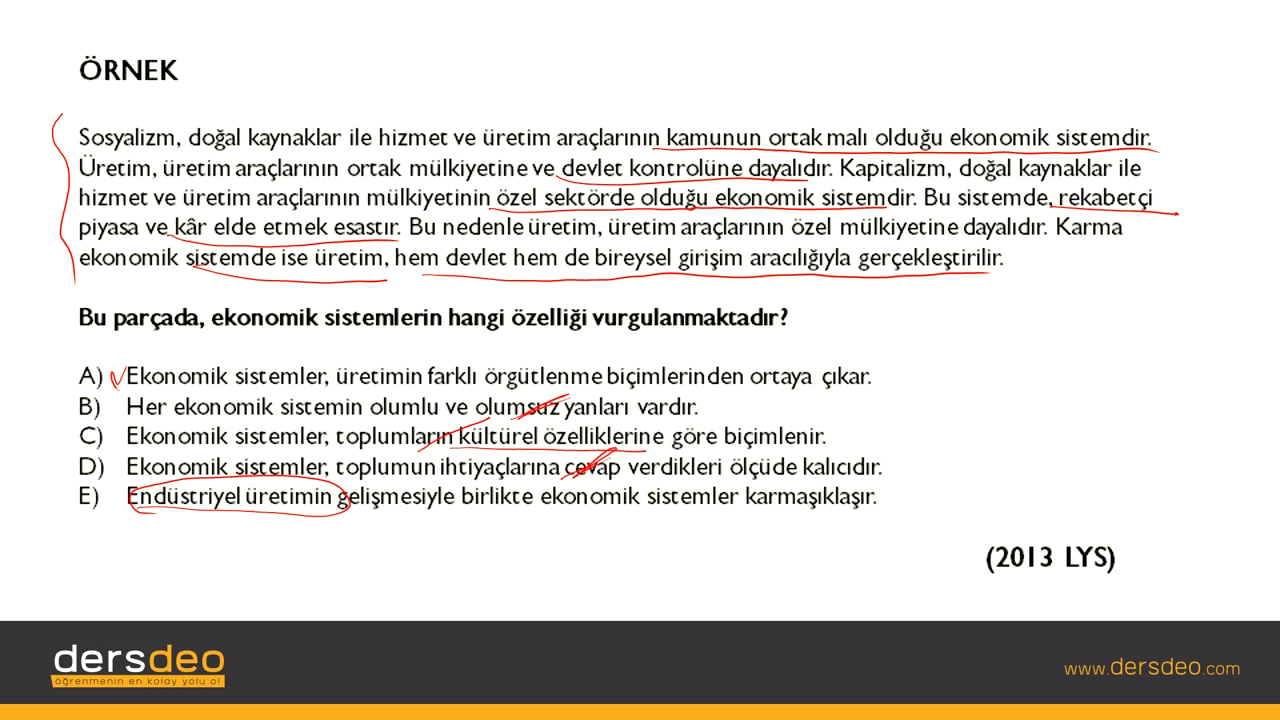 ÖRNEK
Sosyalizm, doğal kaynaklar ile hizmet ve üretim araçlarının kamunun ortak malı olduğu ekonomik sistemdir.
Üretim, üretim araçlarının ortak mülkiyetine ve devlet kontrolüne dayalıdır. Kapitalizm, doğal kaynaklar ile
hizmet ve üretim araçlarının mülkiyetinin özel sektörde olduğu ekonomik sistemdir. Bu sistemde, rekabetçi
piyasa ve kâr elde etmek esastır. Bu nedenle üretim, üretim araçlarının özel mülkiyetine dayalıdır. Karma
ekonomik sistemde ise üretim, hem devlet hem de bireysel girişim aracılığıyla gerçekleştirilir.
Bu parçada, ekonomik sistemlerin hangi özelliği vurgulanmaktadır?
A) Ekonomik sistemler, üretimin farklı örgütlenme biçimlerinden ortaya çıkar.
B) Her ekonomik sistemin olumlu ve olumsuz yanları vardır.
C) Ekonomik sistemler, toplumların kültürel özelliklerine göre biçimlenir.
D) Ekonomik sistemler, toplumun ihtiyaçlarına cevap verdikleri ölçüde kalıcıdır.
E) Endüstriyel üretimin gelişmesiyle birlikte ekonomik sistemler karmaşıklaşır.
(2013 LYS)
dersdeo
öğrenmenin en kolay yolu o!
www.dersdeo.com